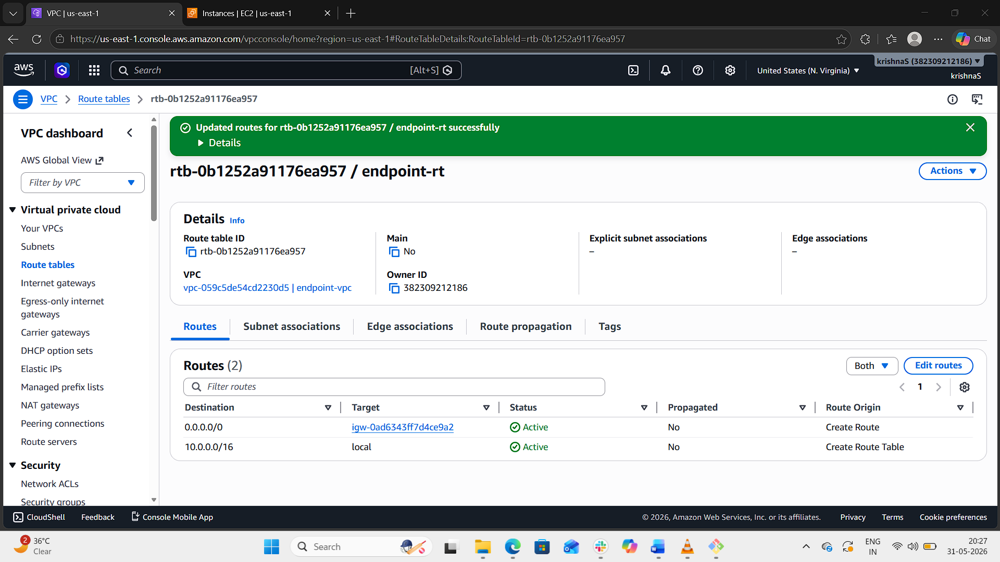 VPC | us-east-1
Instances | EC2 | us-east-1
https://us-east-1.console.aws.amazon.com/vpcconsole/home?region=us-east-1#RouteTableDetails:RouteTableId=rtb-0b1252a91176ea957
Chat
aws
Search [Alt+S]
United States (N. Virginia)
krishnaS (382309212186)
krishnaS
VPC
Route tables
rtb-0b1252a91176ea957
VPC dashboard
AWS Global View
Filter by VPC
Virtual private cloud
Your VPCs
Subnets
Route tables
Internet gateways
Egress-only internet
gateways
Carrier gateways
DHCP option sets
Elastic IPs
Managed prefix lists
NAT gateways
Peering connections
Route servers
Security
Network ACLs
Security groups
Updated routes for rtb-0b1252a91176ea957 / endpoint-rt successfully
Details
rtb-0b1252a91176ea957 / endpoint-rt
Actions
Details Info
Route table ID
rtb-0b1252a91176ea957
Main
No
Explicit subnet associations
–
Edge associations
–
VPC
vpc-059c5de54cd2230d5 | endpoint-vpc
Owner ID
382309212186
Routes Subnet associations Edge associations Route propagation Tags
Routes (2)
Both Edit routes
Filter routes
1
Destination Target Status Propagated Route Origin
0.0.0.0/0 igw-0ad6343ff7d4ce9a2 Active No Create Route
10.0.0.0/16 local Active No Create Route Table
CloudShell Feedback Console Mobile App
© 2026, Amazon Web Services, Inc. or its affiliates. Privacy Terms Cookie preferences
2
36°C
Clear
Search
ENG
IN
20:27
31-05-2026